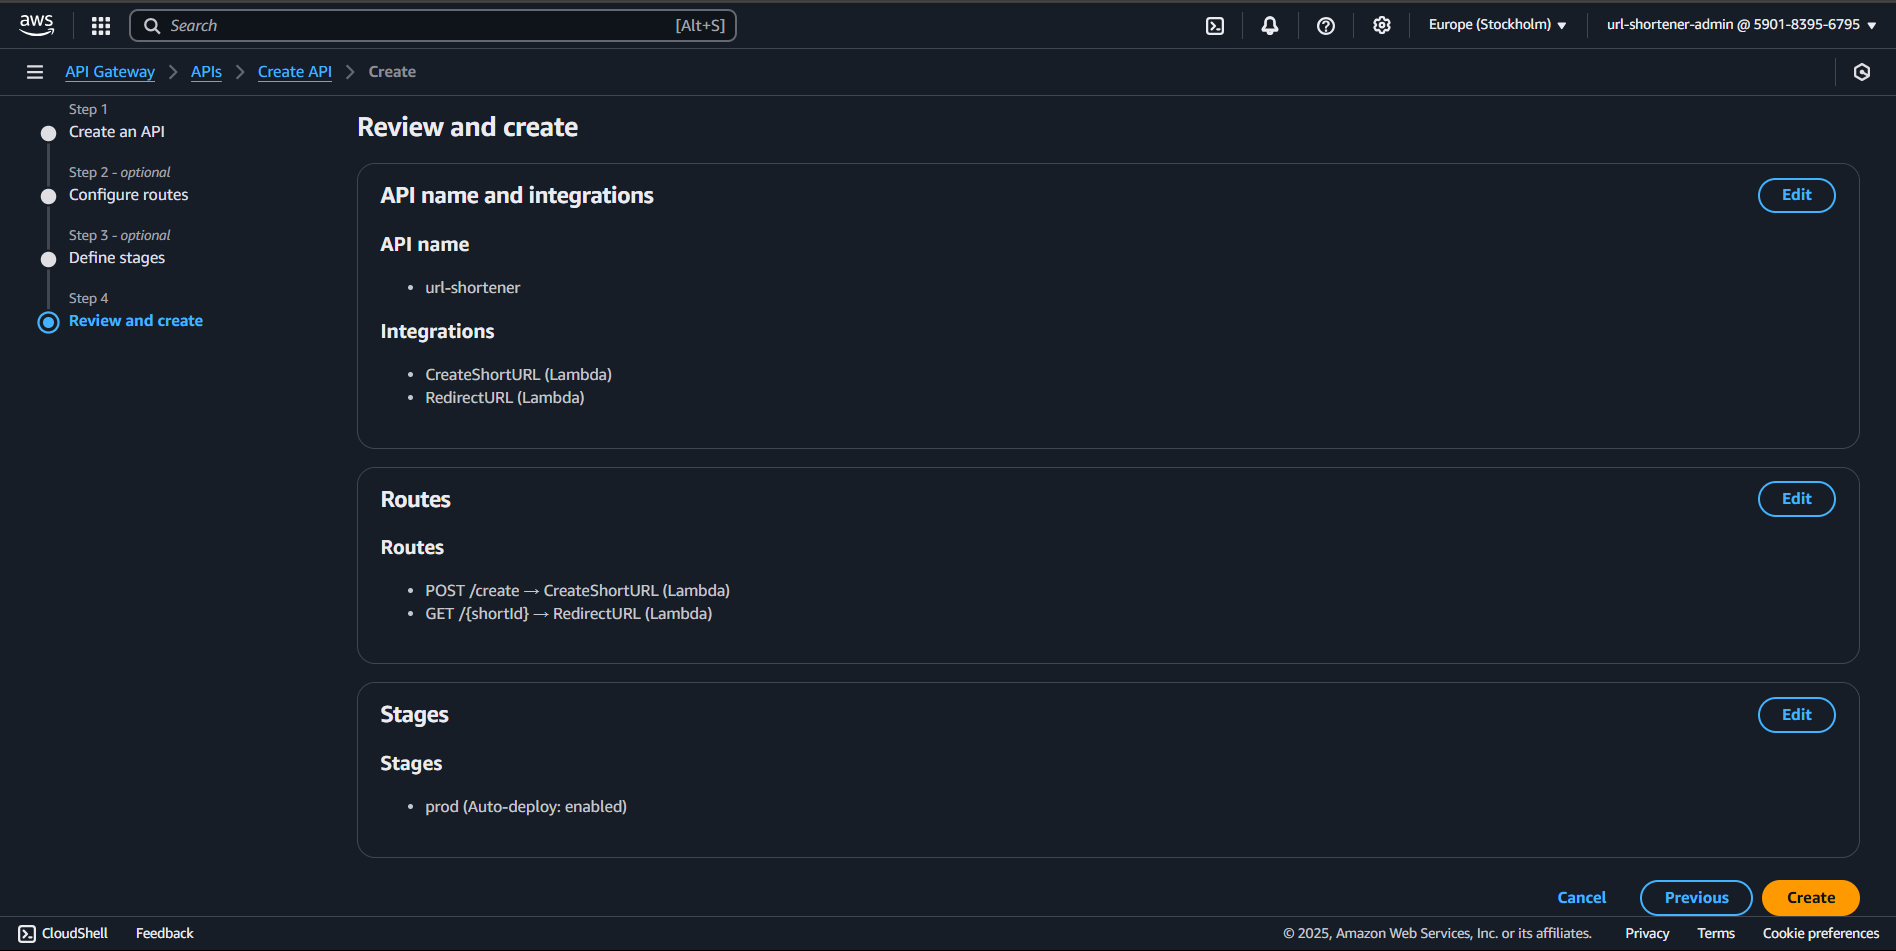 aws
Search [Alt+S]
Europe (Stockholm) ▼
url-shortener-admin @ 5901-8395-6795 ▼
API Gateway > APIs > Create API > Create
Step 1
Create an API
Step 2 - optional
Configure routes
Step 3 - optional
Define stages
Step 4
Review and create
Review and create
API name and integrations
Edit
API name
• url-shortener
Integrations
• CreateShortURL (Lambda)
• RedirectURL (Lambda)
Routes
Edit
Routes
• POST /create → CreateShortURL (Lambda)
• GET /{shortId} → RedirectURL (Lambda)
Stages
Edit
Stages
• prod (Auto-deploy: enabled)
Cancel
Previous
Create
CloudShell
Feedback
© 2025, Amazon Web Services, Inc. or its affiliates.
Privacy
Terms
Cookie preferences